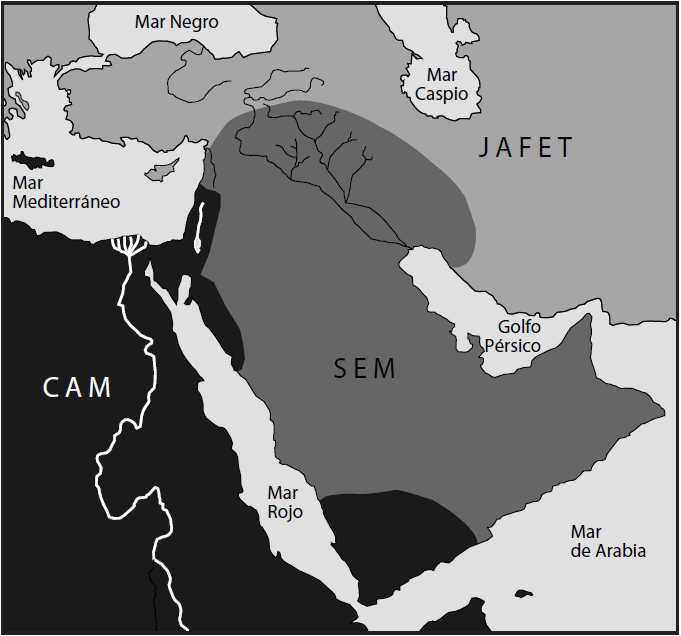 Mar Negro
Mar
Caspio
JAFET
Mar
Mediterráneo
Golfo
Pérsico
SEM
CAM
Mar
Rojo
Mar
de Arabia